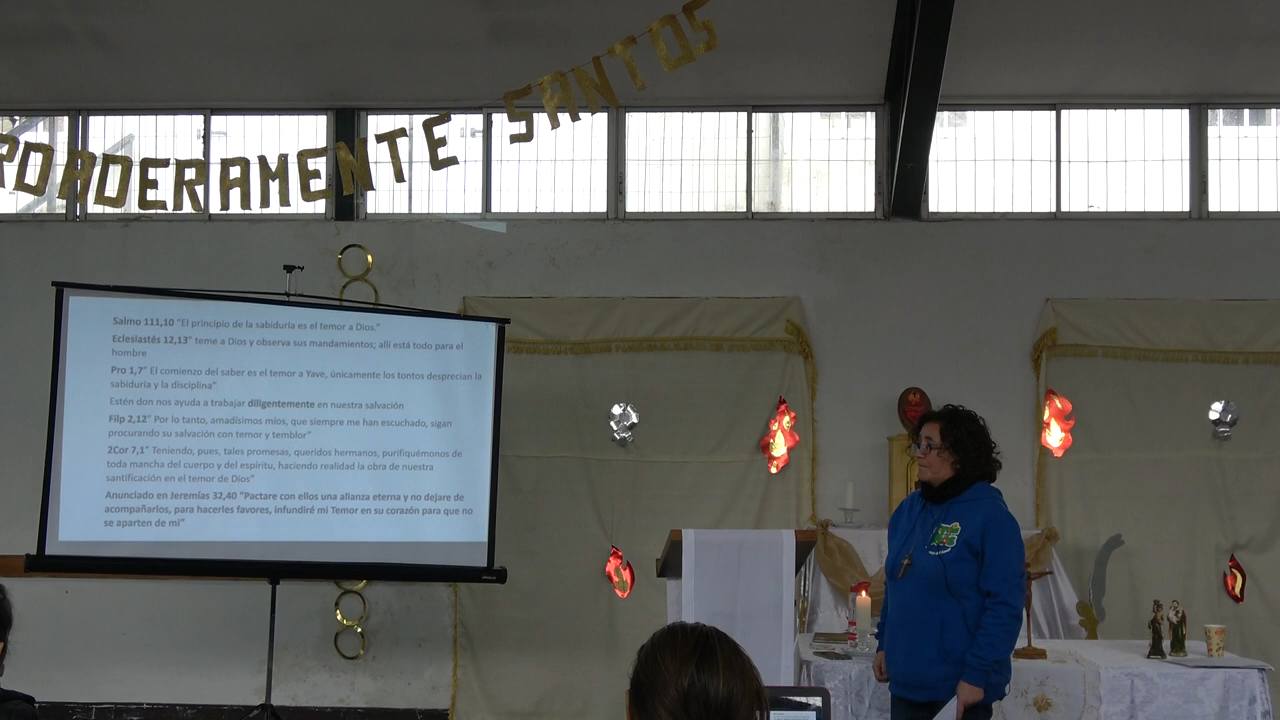 PODADERAMENTE SANTOS
Salmo 111,10 "El principio de la sabiduría es el temor a Dios."
Eclesiastés 12,13" teme a Dios y observa sus mandamientos; allí está todo para el
hombre
Pro 1,7" El comienzo del saber es el temor a Yave, únicamente los tontos desprecian la
sabiduría y la disciplina"
Estén don nos ayuda a trabajar diligentemente en nuestra salvación
Filp 2,12" Por lo tanto, amadísimos míos, que siempre me han escuchado, sigan
procurando su salvación con temor y temblor"
2Cor 7,1" Teniendo, pues, tales promesas, queridos hermanos, purifiquémonos de
toda mancha del cuerpo y del espíritu, haciendo realidad la obra de nuestra
santificación en el temor de Dios"
Anunciado en Jeremías 32,40 "Pactare con ellos una alianza eterna y no dejare de
acompañarlos, para hacerles favores, infundiré mi Temor en su corazón para que no
se aparten de mi"